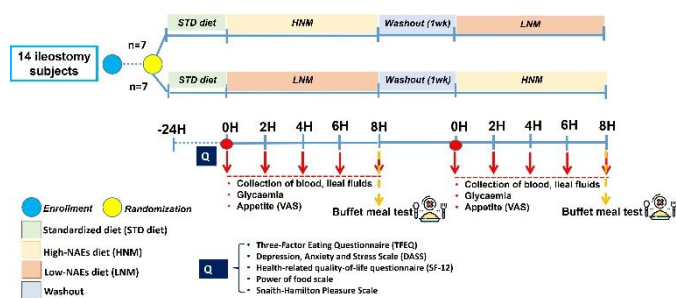 STD diet HNM Washout (1wk) LNM
14 ileostomy
subjects
n=7
n=7
STD diet LNM Washout (1wk) HNM
-24H 0H 2H 4H 6H 8H 0H 2H 4H 6H 8H
Q
• Collection of blood, Ileal fluids
• Glycaemia
• Appetite (VAS)
Buffet meal test
• Collection of blood, ileal fluids
• Glycaemia
• Appetite (VAS)
Buffet meal test
Enrollment Randomization
Standardized diet (STD diet)
High-NAEs diet (HNM)
Low-NAEs diet (LNM)
Washout
Q
• Three-Factor Eating Questionnaire (TFEQ)
• Depression, Anxiety and Stress Scale (DASS)
• Health-related quality-of-life questionnaire (SF-12)
• Power of food scale
• Snaith-Hamilton Pleasure Scale